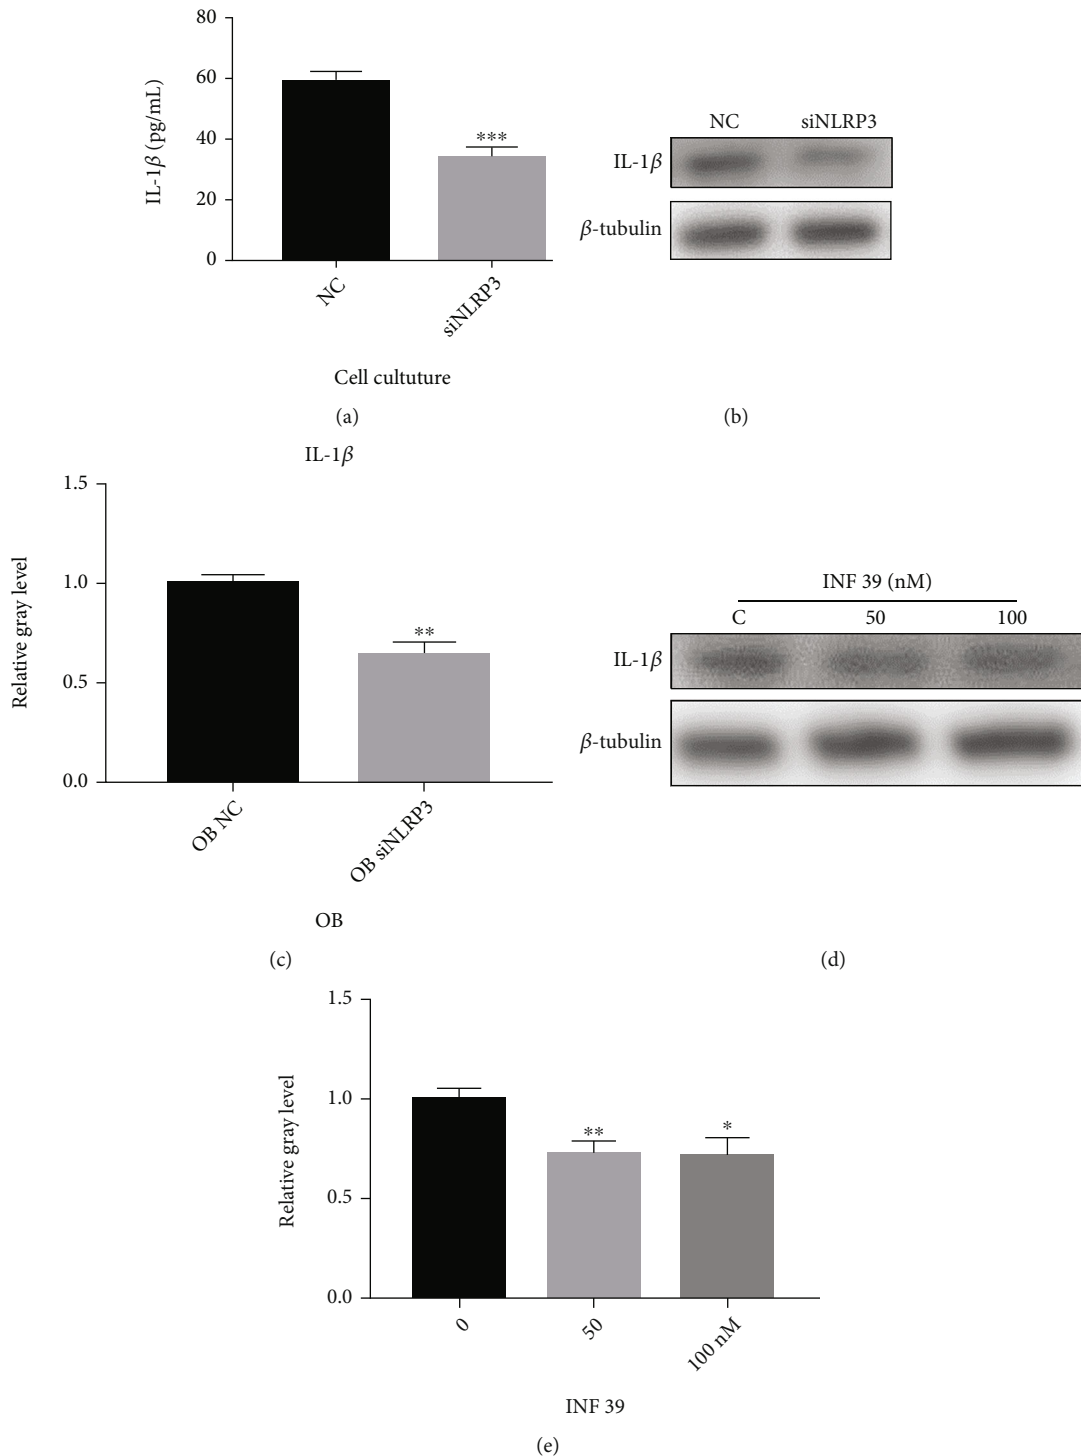 80
60
40
20
0
IL-1β (pg/mL)
***
NC
siNLRP3
Cell cututure
(a)
NC siNLRP3
IL-1β
β-tubulin
(b)
IL-1β
1.5
1.0
0.5
0.0
Relative gray level
**
OB NC
OB siNLRP3
OB
(c)
INF 39 (nM)
C 50 100
IL-1β
β-tubulin
(d)
1.5
1.0
0.5
0.0
Relative gray level
**
*
0
50
100 nM
INF 39
(e)